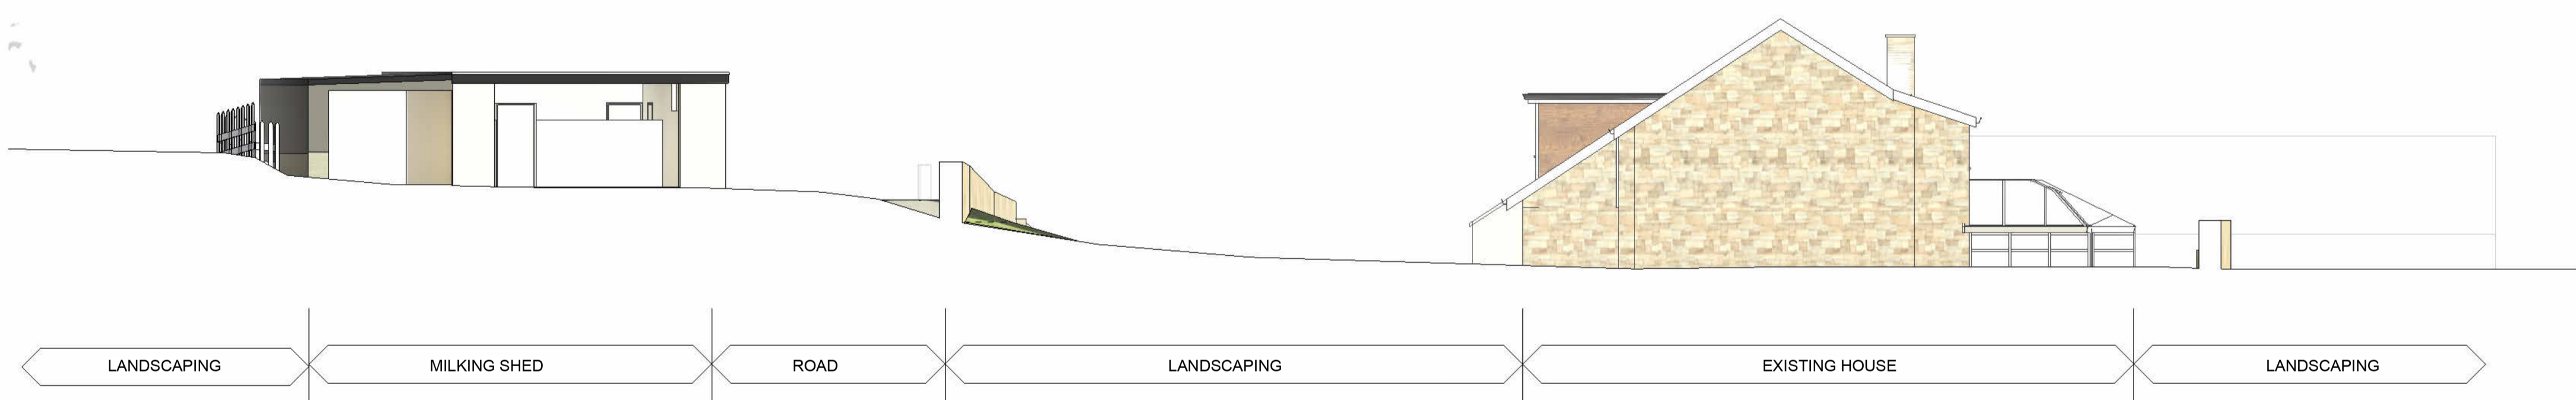 LANDSCAPING
MILKING SHED
ROAD
LANDSCAPING
EXISTING HOUSE
LANDSCAPING